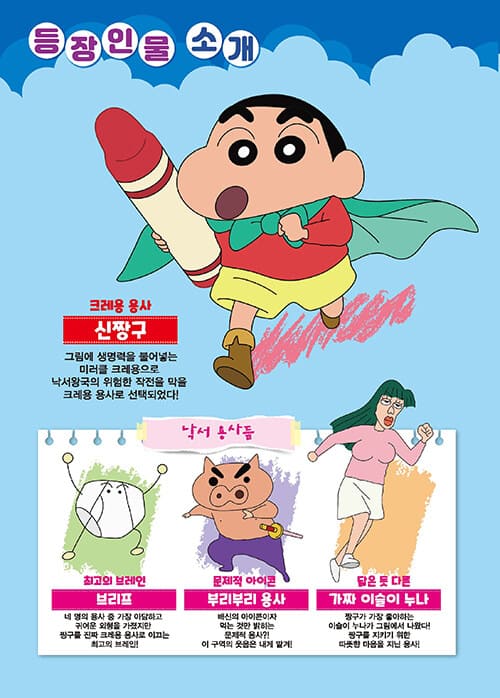 등장인물 소개
크레용 용사
신짱구
그림에 생명력을 불어넣는
미러클 크레용으로
낙서왕국의 위험한 작전을 막을
크레용 용사로 선택되었다!
낙서 용사들
최고의 브레인
브리프
네 명의 용사 중 가장 아담하고
귀여운 외형을 가졌지만
짱구를 진짜 크레용 용사로 이끄는
최고의 브레인!
문제적 아이콘
부리부리 용사
배신의 아이콘이자
먹는 것만 밝히는
문제적 용사?!
이 구역의 웃음은 내게 맡겨!
닮은 듯 다른
가짜 이슬이 누나
짱구가 가장 좋아하는
이슬이 누나가 그림에서 나왔다!
짱구를 지키기 위한
따뜻한 마음을 지닌 용사!